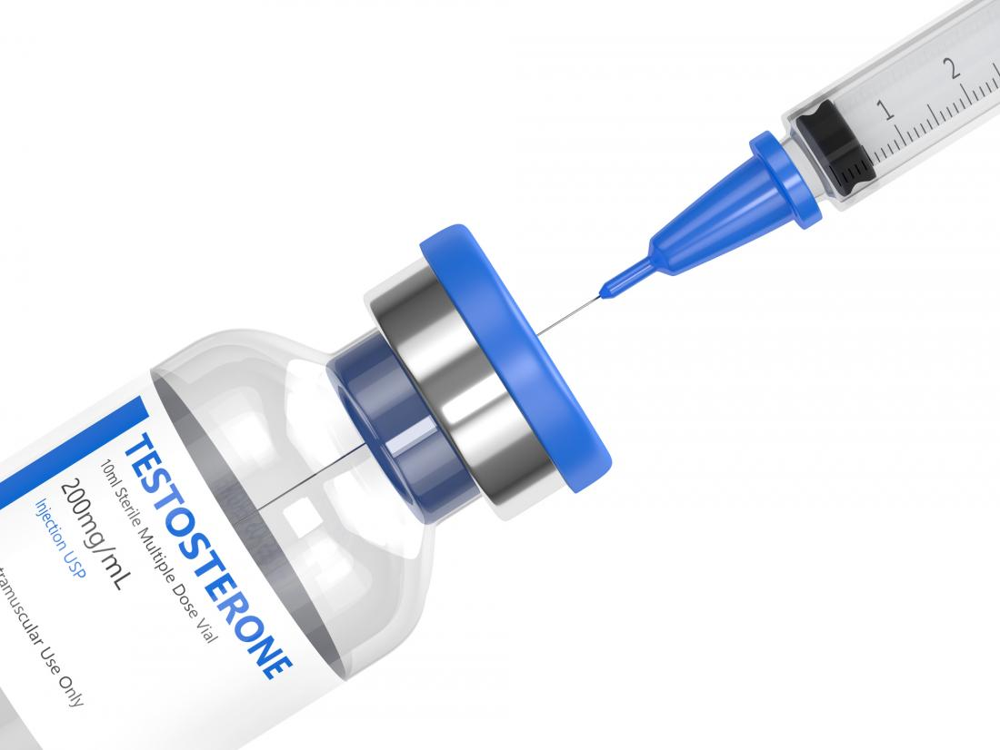 TESTOSTERONE
10ml Sterile Multiple Dose Vial
200mg/mL
Injection USP
tramuscular Use Only
1
2